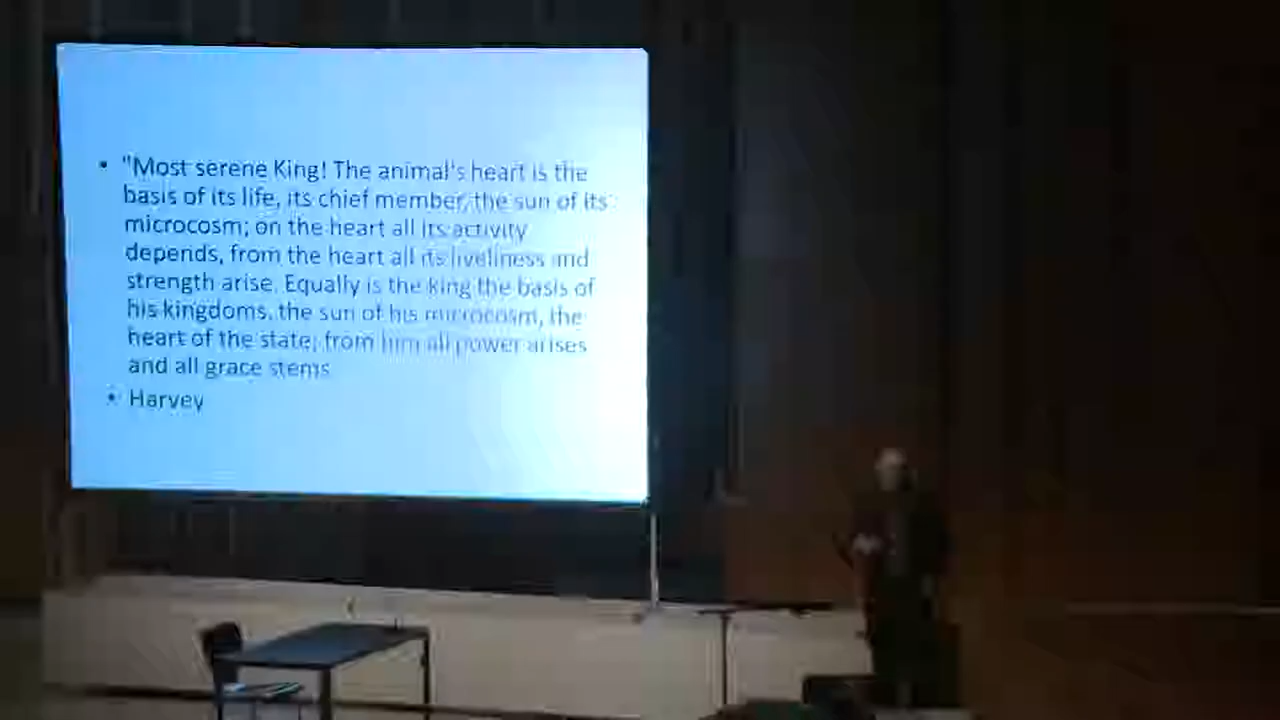 • "Most serene King! The animal's heart is the
basis of its life, its chief member, the sun of its
microcosm; on the heart all its activity
depends, from the heart all its liveliness and
strength arise. Equally is the king the basis of
his kingdoms, the sun of his microcosm, the
heart of the state; from him all power arises
and all grace stems
• Harvey